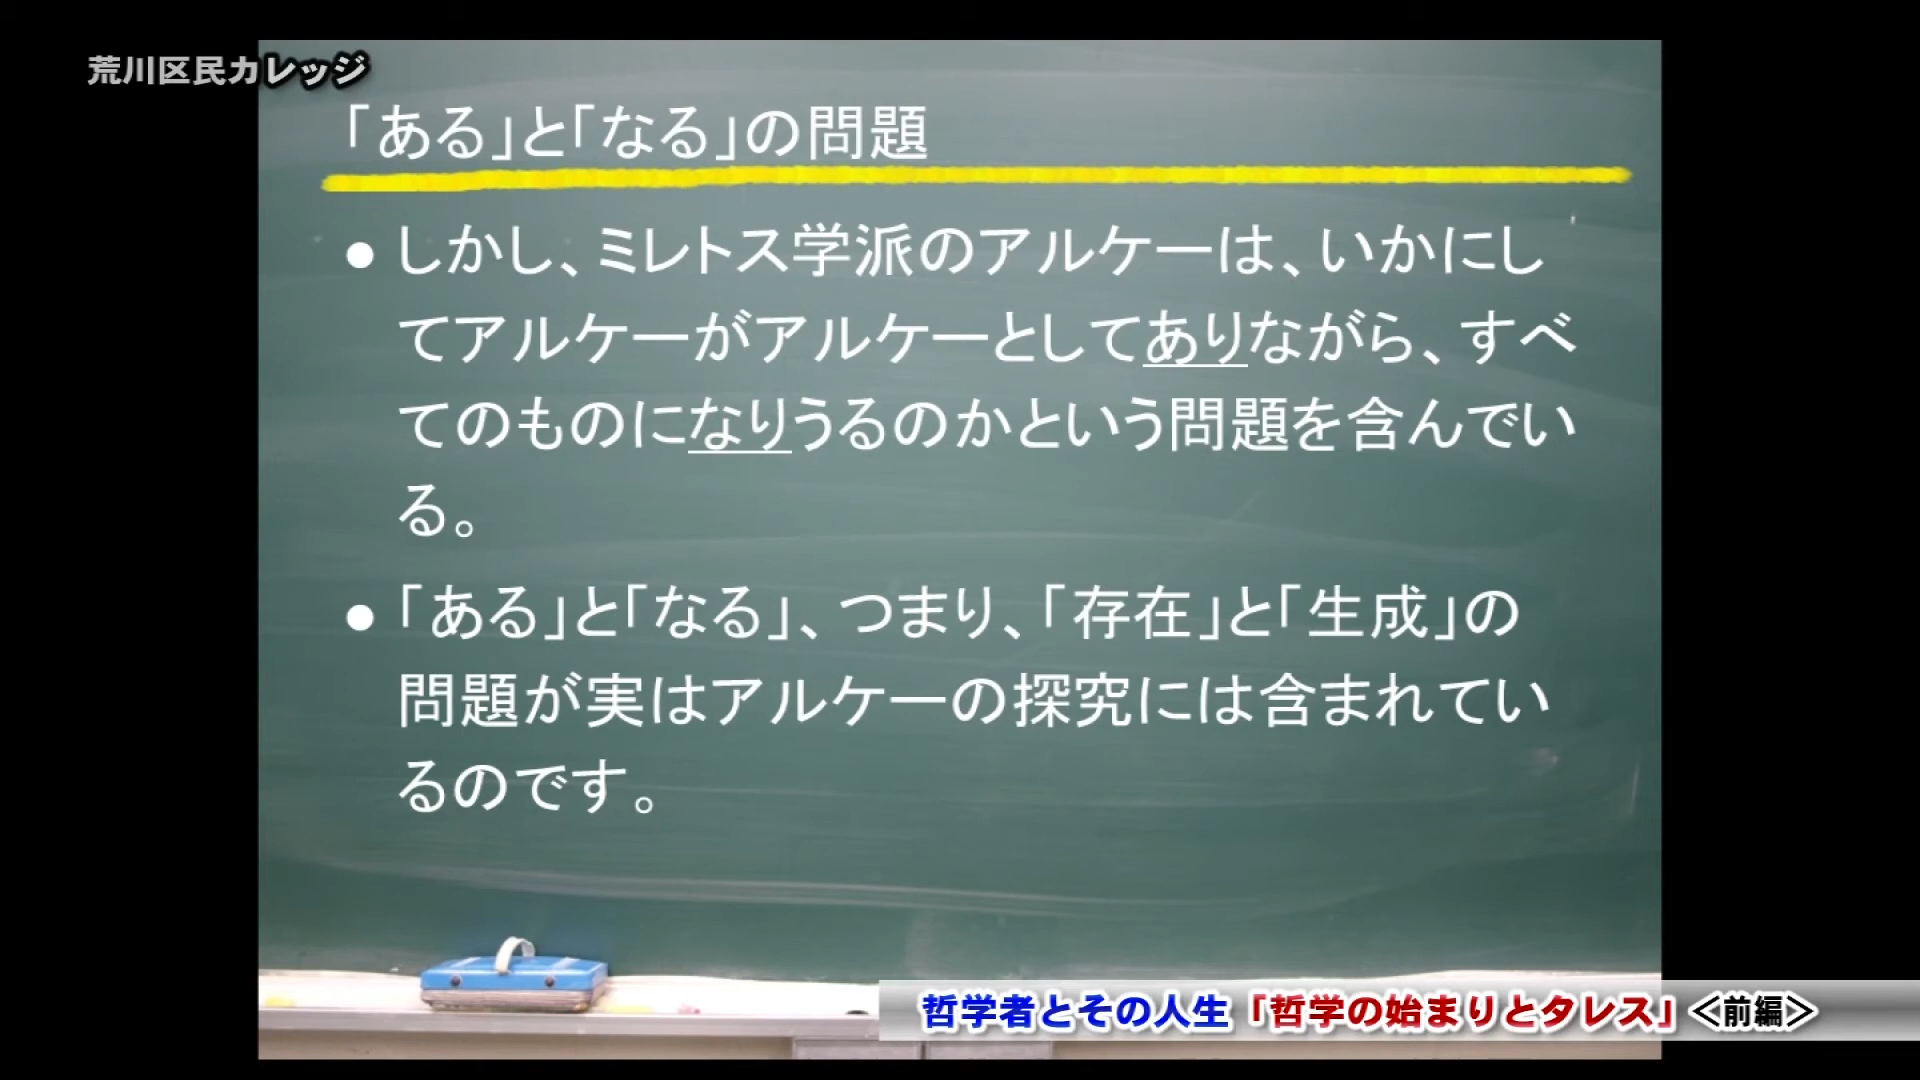 荒川区民カレッジ
「ある」と「なる」の問題
●しかし、ミレトス学派のアルケーは、いかにし
てアルケーがアルケーとしてありながら、すべ
てのものになりうるのかという問題を含んでい
る。
●「ある」と「なる」、つまり、「存在」と「生成」の
問題が実はアルケーの探究には含まれてい
るのです。
哲学者とその人生「哲学の始まりとタレス」<前編>